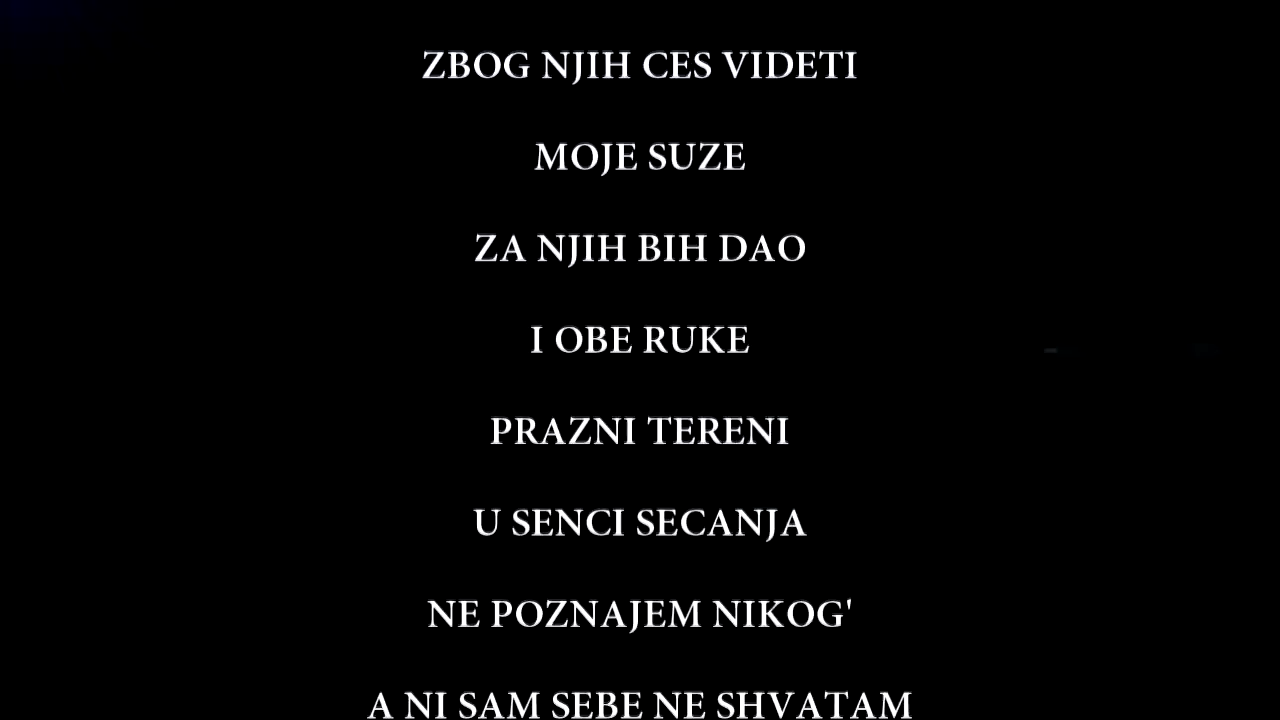 ZBOG NJIH CES VIDETI
MOJE SUZE
ZA NJIH BIH DAO
I OBE RUKE
PRAZNI TERENI
U SENCI SECANJA
NE POZNAJEM NIKOG'
A NI SAM SEBE NE SHVATAM